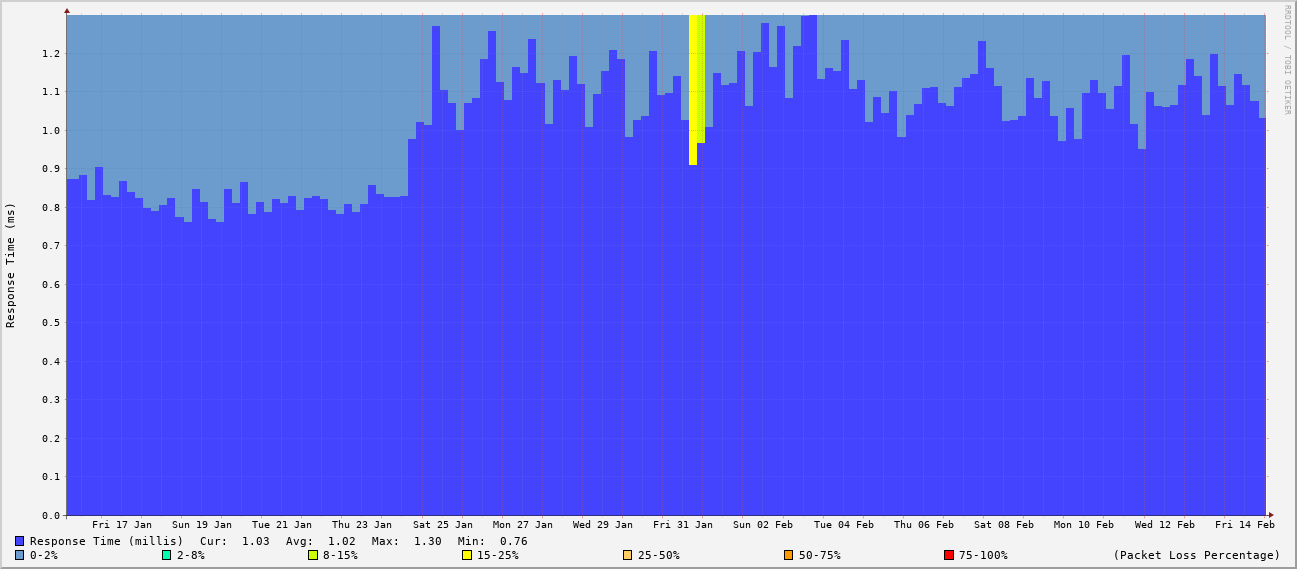 RRDTOOL / TOBI OETIKER
Response Time (ms)
1.2
1.1
1.0
0.9
0.8
0.7
0.6
0.5
0.4
0.3
0.2
0.1
0.0
Fri 17 Jan Sun 19 Jan Tue 21 Jan Thu 23 Jan Sat 25 Jan Mon 27 Jan Wed 29 Jan Fri 31 Jan Sun 02 Feb Tue 04 Feb Thu 06 Feb Sat 08 Feb Mon 10 Feb Wed 12 Feb Fri 14 Feb
Response Time (millis) Cur: 1.03 Avg: 1.02 Max: 1.30 Min: 0.76
0-2% 2-8% 8-15% 15-25% 25-50% 50-75% 75-100% (Packet Loss Percentage)